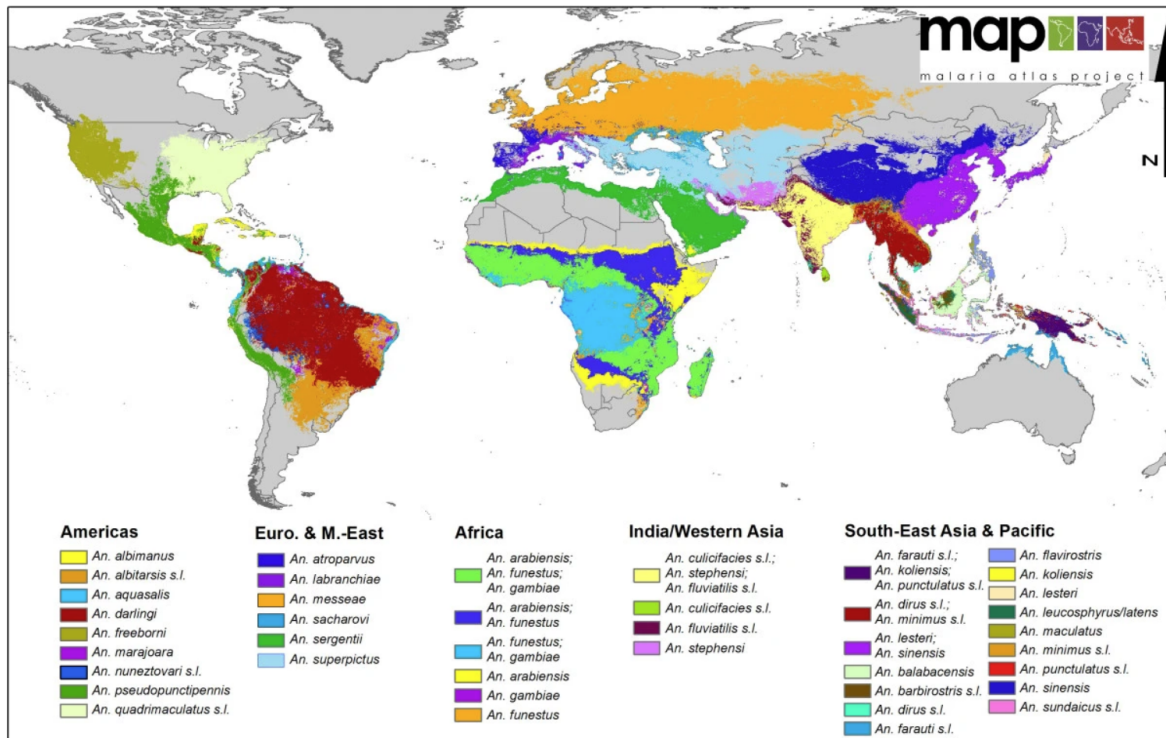 map
malaria atlas project
N
Americas
An. albimanus
An. albitarsis s.l.
An. aquasalis
An. darlingi
An. freeborni
An. marajoara
An. nuneztovari s.l.
An. pseudopunctipennis
An. quadrimaculatus s.l.
Euro. & M.-East
An. atroparvus
An. labranchiae
An. messeae
An. sacharovi
An. sergentii
An. superpictus
Africa
An. arabiensis;
An. funestus;
An. gambiae
An. arabiensis;
An. funestus
An. funestus;
An. gambiae
An. arabiensis
An. gambiae
An. funestus
India/Western Asia
An. culicifacies s.l.;
An. stephensi;
An. fluviatilis s.l.
An. culicifacies s.l.
An. fluviatilis s.l.
An. stephensi
South-East Asia & Pacific
An. farauti s.l.;
An. koliensis;
An. punctulatus s.l.
An. dirus s.l.;
An. minimus s.l.
An. lesteri;
An. sinensis
An. balabacensis
An. barbirostris s.l.
An. dirus s.l.
An. farauti s.l.
An. flavirostris
An. koliensis
An. lesteri
An. leucosphyrus/latens
An. maculatus
An. minimus s.l.
An. punctulatus s.l.
An. sinensis
An. sundaicus s.l.